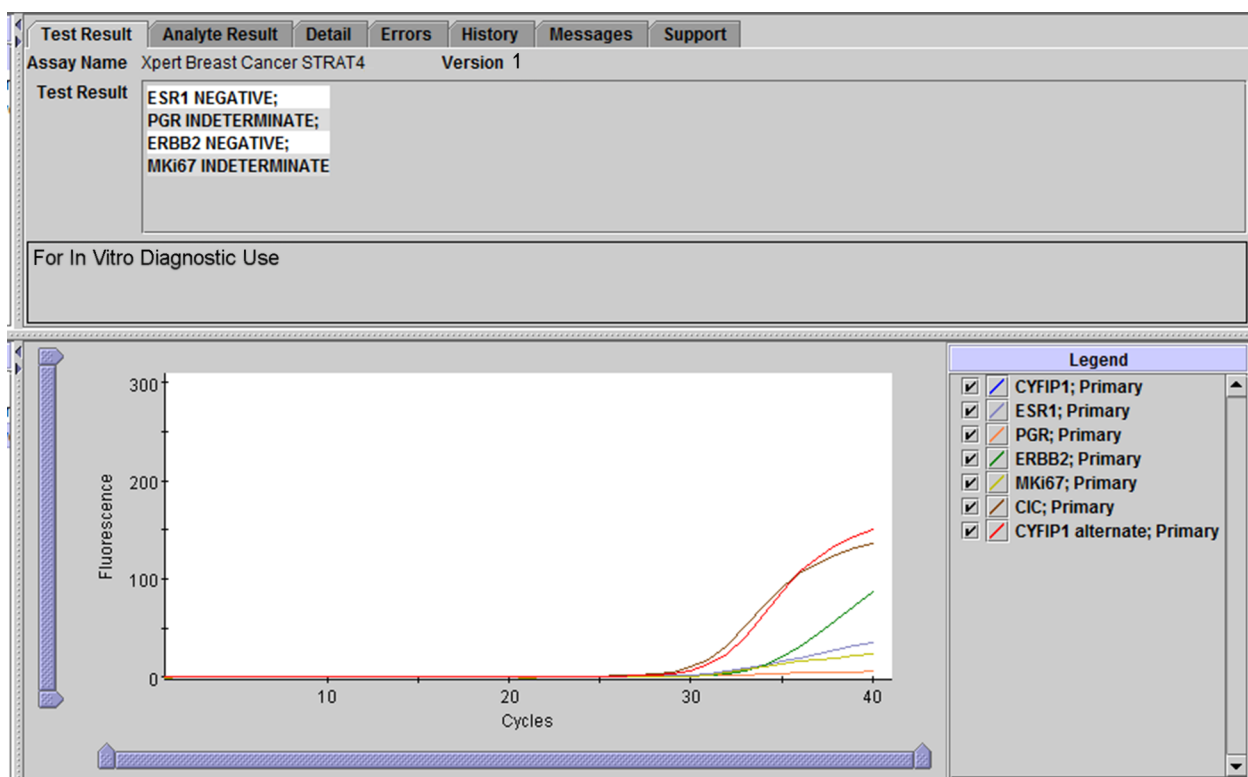 Test Result Analyte Result Detail Errors History Messages Support
Assay Name Xpert Breast Cancer STRAT4 Version 1
Test Result ESR1 NEGATIVE;
PGR INDETERMINATE;
ERBB2 NEGATIVE;
MKi67 INDETERMINATE
For In Vitro Diagnostic Use
300
200
100
0
10 20 30 40
Fluorescence
Cycles
Legend
CYFIP1; Primary
ESR1; Primary
PGR; Primary
ERBB2; Primary
MKi67; Primary
CIC; Primary
CYFIP1 alternate; Primary